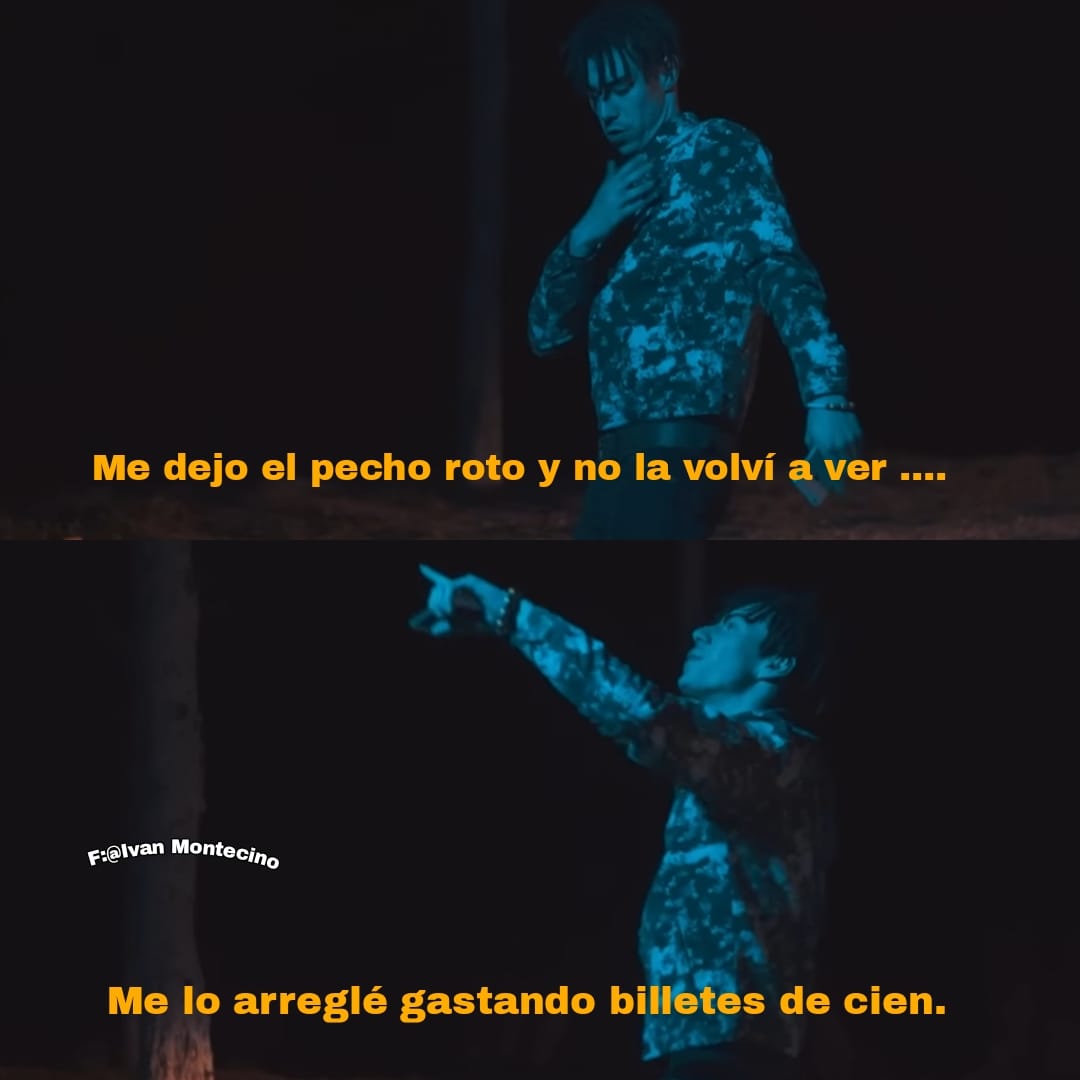 Me dejo el pecho roto y no la volví a ver ....
F:@Ivan Montecino
Me lo arreglé gastando billetes de cien.